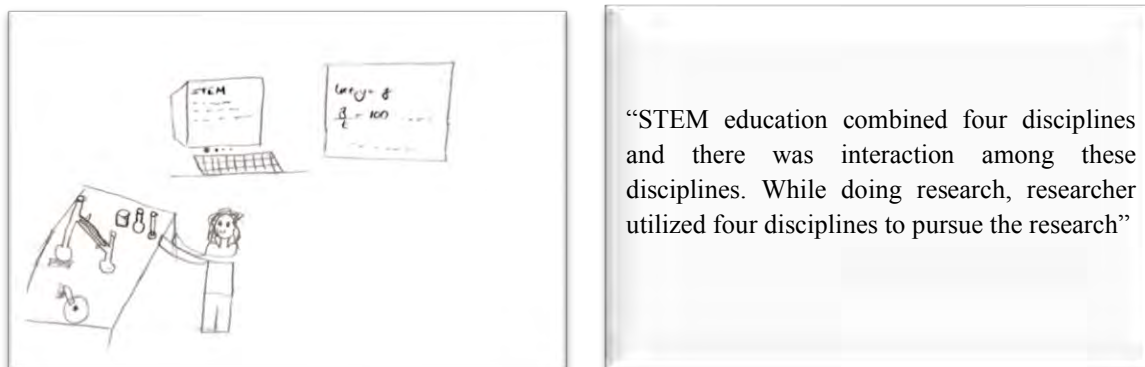 STEM
= 100
“STEM education combined four disciplines
and there was interaction among these
disciplines. While doing research, researcher
utilized four disciplines to pursue the research”